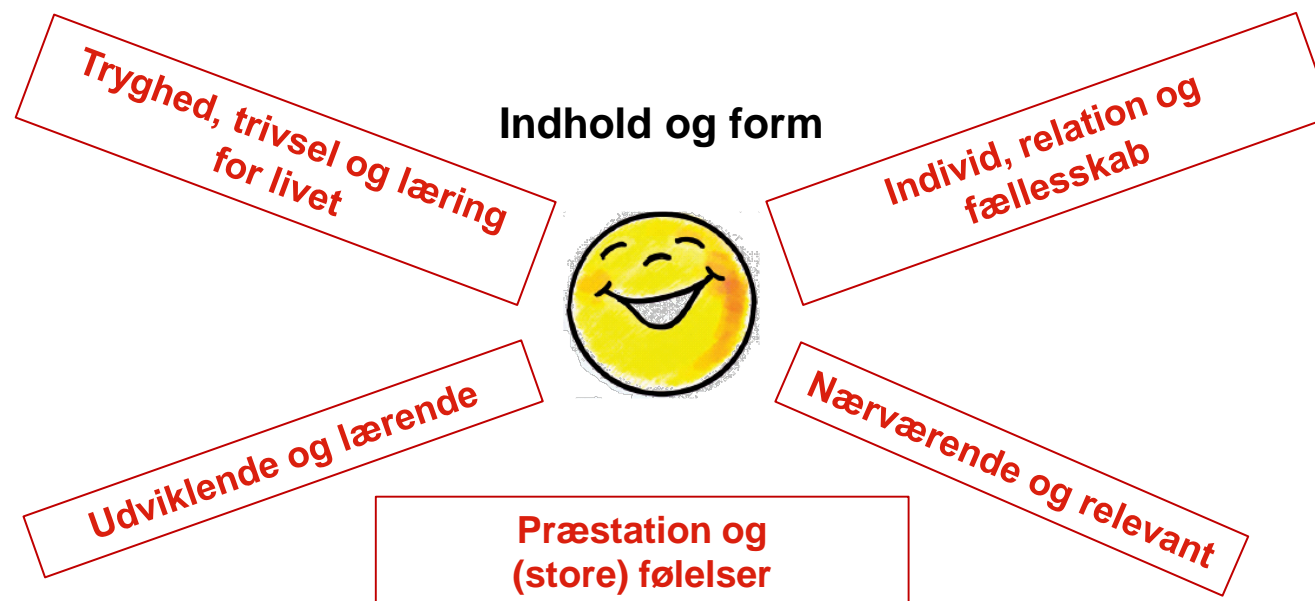 Indhold og form
Tryghed, trivsel og læring
for livet
Individ, relation og
fællesskab
Udviklende og lærende
Nærværende og relevant
Præstation og
(store) følelser